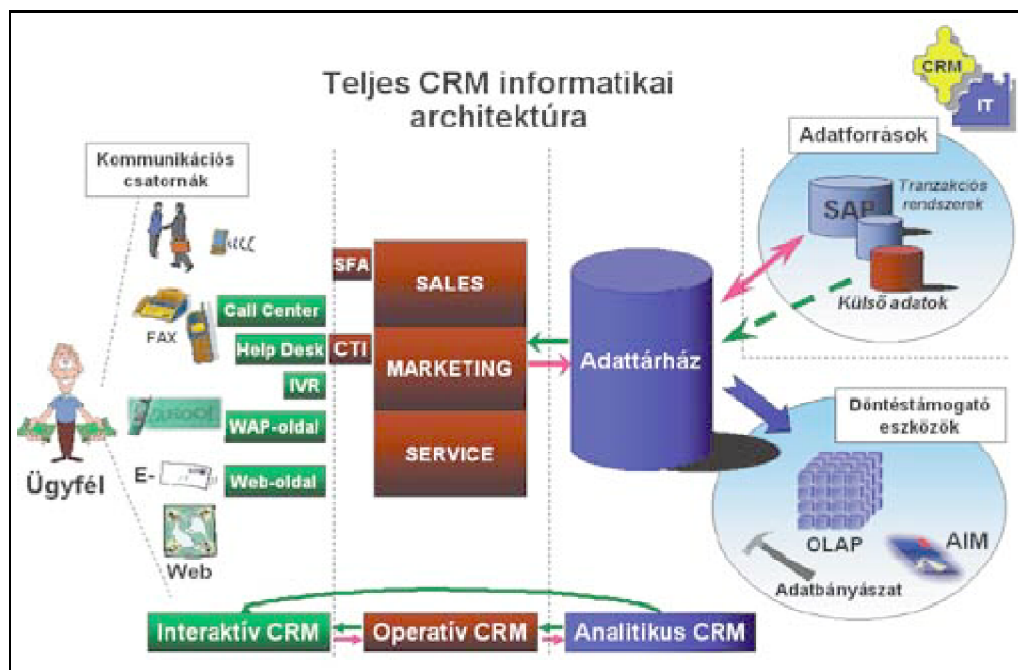 Teljes CRM informatikai
architektúra
CRM
IT
Kommunikációs
csatornák
Adatforrások
Tranzakciós
rendszerek
SAP
Külső adatok
SFA
SALES
Call Center
FAX
Help Desk
CTI
MARKETING
Adattárház
IVR
WAP-oldal
Döntéstámogató
eszközök
SERVICE
Ügyfél
E-
Web-oldal
OLAP
AIM
Web
Adatbányászat
Interaktív CRM
Operatív CRM
Analitikus CRM